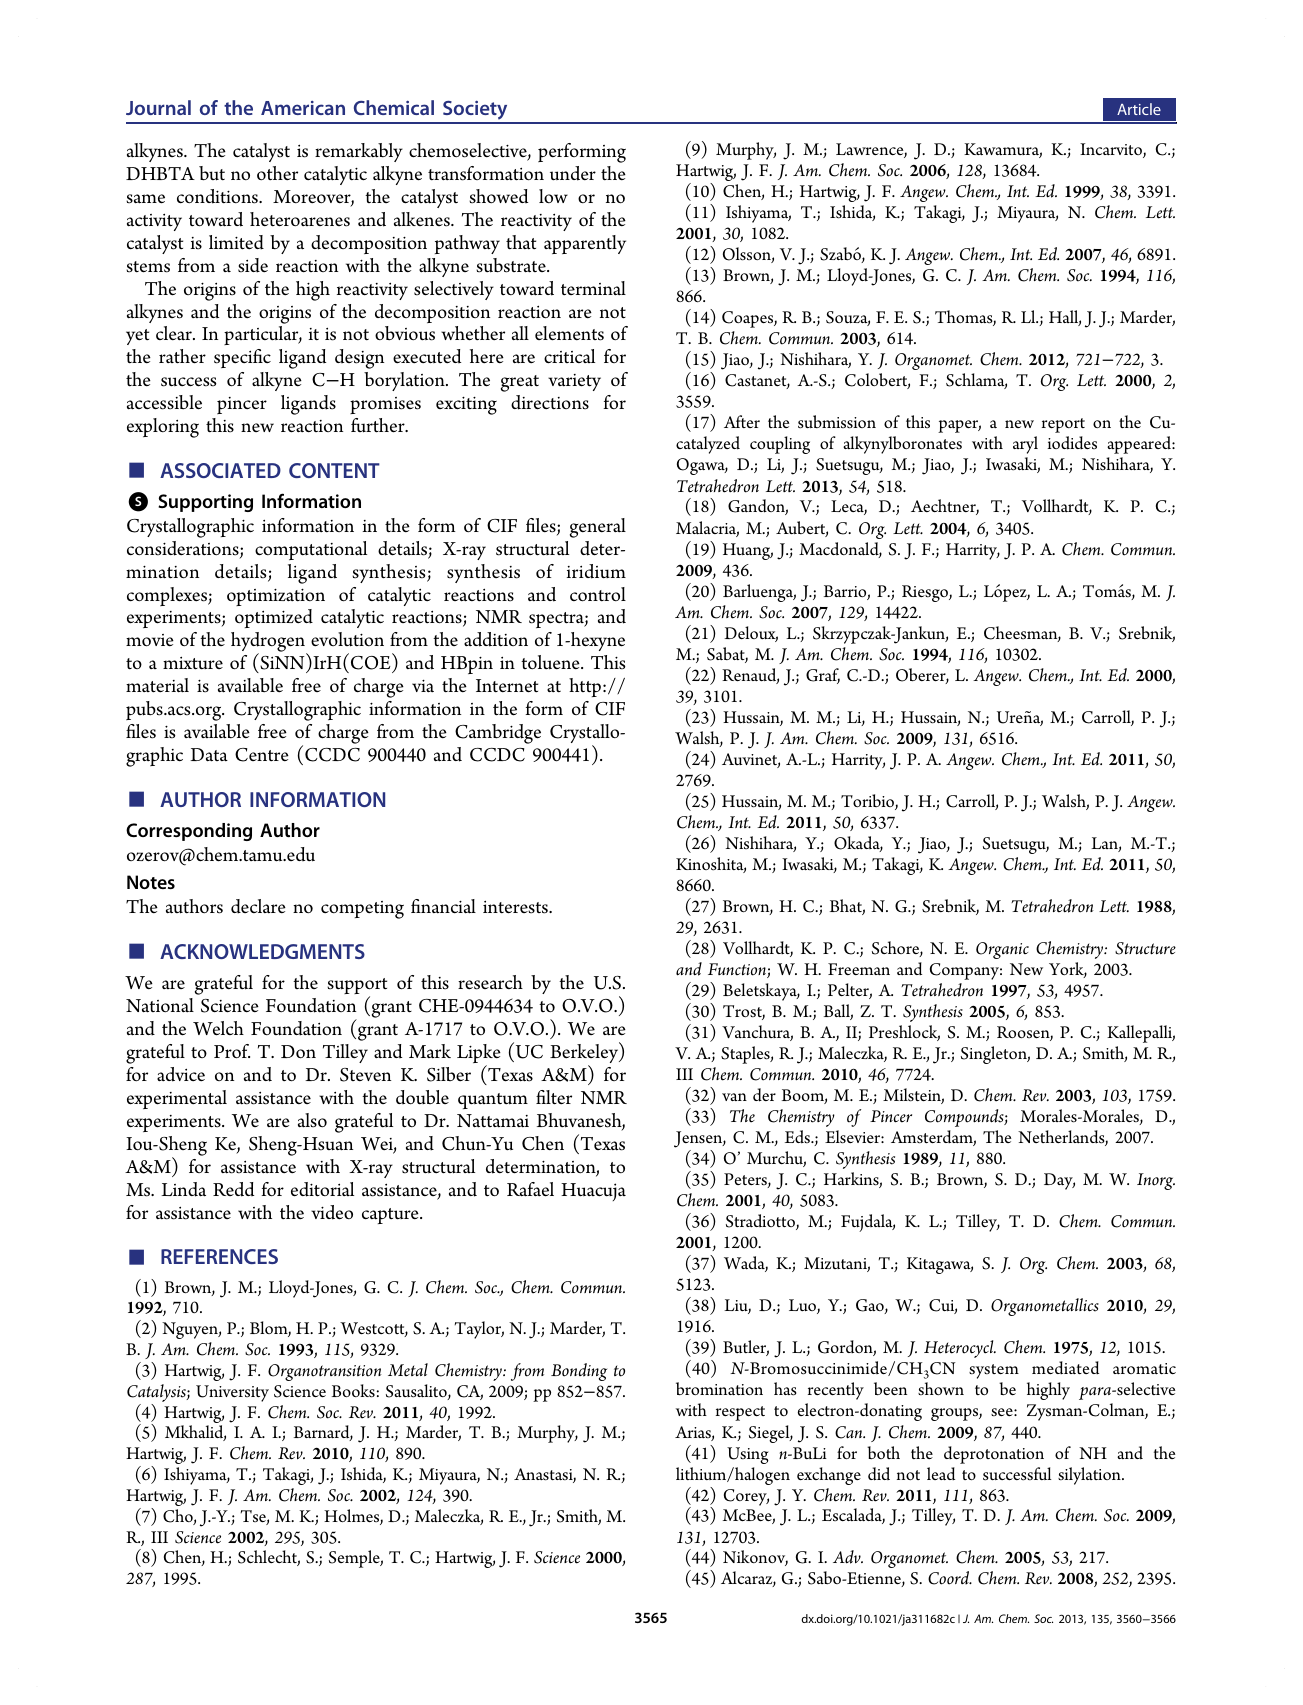 Journal of the American Chemical Society
Article
alkynes. The catalyst is remarkably chemoselective, performing
DHBTA but no other catalytic alkyne transformation under the
same conditions. Moreover, the catalyst showed low or no
activity toward heteroarenes and alkenes. The reactivity of the
catalyst is limited by a decomposition pathway that apparently
stems from a side reaction with the alkyne substrate.
The origins of the high reactivity selectively toward terminal
alkynes and the origins of the decomposition reaction are not
yet clear. In particular, it is not obvious whether all elements of
the rather specific ligand design executed here are critical for
the success of alkyne C−H borylation. The great variety of
accessible pincer ligands promises exciting directions for
exploring this new reaction further.
■ ASSOCIATED CONTENT
S Supporting Information
Crystallographic information in the form of CIF files; general
considerations; computational details; X-ray structural deter-
mination details; ligand synthesis; synthesis of iridium
complexes; optimization of catalytic reactions and control
experiments; optimized catalytic reactions; NMR spectra; and
movie of the hydrogen evolution from the addition of 1-hexyne
to a mixture of (SiNN)IrH(COE) and HBpin in toluene. This
material is available free of charge via the Internet at http://
pubs.acs.org. Crystallographic information in the form of CIF
files is available free of charge from the Cambridge Crystallo-
graphic Data Centre (CCDC 900440 and CCDC 900441).
■ AUTHOR INFORMATION
Corresponding Author
ozerov@chem.tamu.edu
Notes
The authors declare no competing financial interests.
■ ACKNOWLEDGMENTS
We are grateful for the support of this research by the U.S.
National Science Foundation (grant CHE-0944634 to O.V.O.)
and the Welch Foundation (grant A-1717 to O.V.O.). We are
grateful to Prof. T. Don Tilley and Mark Lipke (UC Berkeley)
for advice on and to Dr. Steven K. Silber (Texas A&M) for
experimental assistance with the double quantum filter NMR
experiments. We are also grateful to Dr. Nattamai Bhuvanesh,
Iou-Sheng Ke, Sheng-Hsuan Wei, and Chun-Yu Chen (Texas
A&M) for assistance with X-ray structural determination, to
Ms. Linda Redd for editorial assistance, and to Rafael Huacuja
for assistance with the video capture.
■ REFERENCES
(1) Brown, J. M.; Lloyd-Jones, G. C. J. Chem. Soc., Chem. Commun.
1992, 710.
(2) Nguyen, P.; Blom, H. P.; Westcott, S. A.; Taylor, N. J.; Marder, T.
B. J. Am. Chem. Soc. 1993, 115, 9329.
(3) Hartwig, J. F. Organotransition Metal Chemistry: from Bonding to
Catalysis; University Science Books: Sausalito, CA, 2009; pp 852−857.
(4) Hartwig, J. F. Chem. Soc. Rev. 2011, 40, 1992.
(5) Mkhalid, I. A. I.; Barnard, J. H.; Marder, T. B.; Murphy, J. M.;
Hartwig, J. F. Chem. Rev. 2010, 110, 890.
(6) Ishiyama, T.; Takagi, J.; Ishida, K.; Miyaura, N.; Anastasi, N. R.;
Hartwig, J. F. J. Am. Chem. Soc. 2002, 124, 390.
(7) Cho, J.-Y.; Tse, M. K.; Holmes, D.; Maleczka, R. E., Jr.; Smith, M.
R., III Science 2002, 295, 305.
(8) Chen, H.; Schlecht, S.; Semple, T. C.; Hartwig, J. F. Science 2000,
287, 1995.
(9) Murphy, J. M.; Lawrence, J. D.; Kawamura, K.; Incarvito, C.;
Hartwig, J. F. J. Am. Chem. Soc. 2006, 128, 13684.
(10) Chen, H.; Hartwig, J. F. Angew. Chem., Int. Ed. 1999, 38, 3391.
(11) Ishiyama, T.; Ishida, K.; Takagi, J.; Miyaura, N. Chem. Lett.
2001, 30, 1082.
(12) Olsson, V. J.; Szabó, K. J. Angew. Chem., Int. Ed. 2007, 46, 6891.
(13) Brown, J. M.; Lloyd-Jones, G. C. J. Am. Chem. Soc. 1994, 116,
866.
(14) Coapes, R. B.; Souza, F. E. S.; Thomas, R. Ll.; Hall, J. J.; Marder,
T. B. Chem. Commun. 2003, 614.
(15) Jiao, J.; Nishihara, Y. J. Organomet. Chem. 2012, 721−722, 3.
(16) Castanet, A.-S.; Colobert, F.; Schlama, T. Org. Lett. 2000, 2,
3559.
(17) After the submission of this paper, a new report on the Cu-
catalyzed coupling of alkynylboronates with aryl iodides appeared:
Ogawa, D.; Li, J.; Suetsugu, M.; Jiao, J.; Iwasaki, M.; Nishihara, Y.
Tetrahedron Lett. 2013, 54, 518.
(18) Gandon, V.; Leca, D.; Aechtner, T.; Vollhardt, K. P. C.;
Malacria, M.; Aubert, C. Org. Lett. 2004, 6, 3405.
(19) Huang, J.; Macdonald, S. J. F.; Harrity, J. P. A. Chem. Commun.
2009, 436.
(20) Barluenga, J.; Barrio, P.; Riesgo, L.; López, L. A.; Tomás, M. J.
Am. Chem. Soc. 2007, 129, 14422.
(21) Deloux, L.; Skrzypczak-Jankun, E.; Cheesman, B. V.; Srebnik,
M.; Sabat, M. J. Am. Chem. Soc. 1994, 116, 10302.
(22) Renaud, J.; Graf, C.-D.; Oberer, L. Angew. Chem., Int. Ed. 2000,
39, 3101.
(23) Hussain, M. M.; Li, H.; Hussain, N.; Ureña, M.; Carroll, P. J.;
Walsh, P. J. J. Am. Chem. Soc. 2009, 131, 6516.
(24) Auvinet, A.-L.; Harrity, J. P. A. Angew. Chem., Int. Ed. 2011, 50,
2769.
(25) Hussain, M. M.; Toribio, J. H.; Carroll, P. J.; Walsh, P. J. Angew.
Chem., Int. Ed. 2011, 50, 6337.
(26) Nishihara, Y.; Okada, Y.; Jiao, J.; Suetsugu, M.; Lan, M.-T.;
Kinoshita, M.; Iwasaki, M.; Takagi, K. Angew. Chem., Int. Ed. 2011, 50,
8660.
(27) Brown, H. C.; Bhat, N. G.; Srebnik, M. Tetrahedron Lett. 1988,
29, 2631.
(28) Vollhardt, K. P. C.; Schore, N. E. Organic Chemistry: Structure
and Function; W. H. Freeman and Company: New York, 2003.
(29) Beletskaya, I.; Pelter, A. Tetrahedron 1997, 53, 4957.
(30) Trost, B. M.; Ball, Z. T. Synthesis 2005, 6, 853.
(31) Vanchura, B. A., II; Preshlock, S. M.; Roosen, P. C.; Kallepalli,
V. A.; Staples, R. J.; Maleczka, R. E., Jr.; Singleton, D. A.; Smith, M. R.,
III Chem. Commun. 2010, 46, 7724.
(32) van der Boom, M. E.; Milstein, D. Chem. Rev. 2003, 103, 1759.
(33) The Chemistry of Pincer Compounds; Morales-Morales, D.,
Jensen, C. M., Eds.; Elsevier: Amsterdam, The Netherlands, 2007.
(34) O' Murchu, C. Synthesis 1989, 11, 880.
(35) Peters, J. C.; Harkins, S. B.; Brown, S. D.; Day, M. W. Inorg.
Chem. 2001, 40, 5083.
(36) Stradiotto, M.; Fujdala, K. L.; Tilley, T. D. Chem. Commun.
2001, 1200.
(37) Wada, K.; Mizutani, T.; Kitagawa, S. J. Org. Chem. 2003, 68,
5123.
(38) Liu, D.; Luo, Y.; Gao, W.; Cui, D. Organometallics 2010, 29,
1916.
(39) Butler, J. L.; Gordon, M. J. Heterocycl. Chem. 1975, 12, 1015.
(40) N-Bromosuccinimide/CH₃CN system mediated aromatic
bromination has recently been shown to be highly para-selective
with respect to electron-donating groups, see: Zysman-Colman, E.;
Arias, K.; Siegel, J. S. Can. J. Chem. 2009, 87, 440.
(41) Using n-BuLi for both the deprotonation of NH and the
lithium/halogen exchange did not lead to successful silylation.
(42) Corey, J. Y. Chem. Rev. 2011, 111, 863.
(43) McBee, J. L.; Escalada, J.; Tilley, T. D. J. Am. Chem. Soc. 2009,
131, 12703.
(44) Nikonov, G. I. Adv. Organomet. Chem. 2005, 53, 217.
(45) Alcaraz, G.; Sabo-Etienne, S. Coord. Chem. Rev. 2008, 252, 2395.
3565
dx.doi.org/10.1021/ja311682c | J. Am. Chem. Soc. 2013, 135, 3560−3566